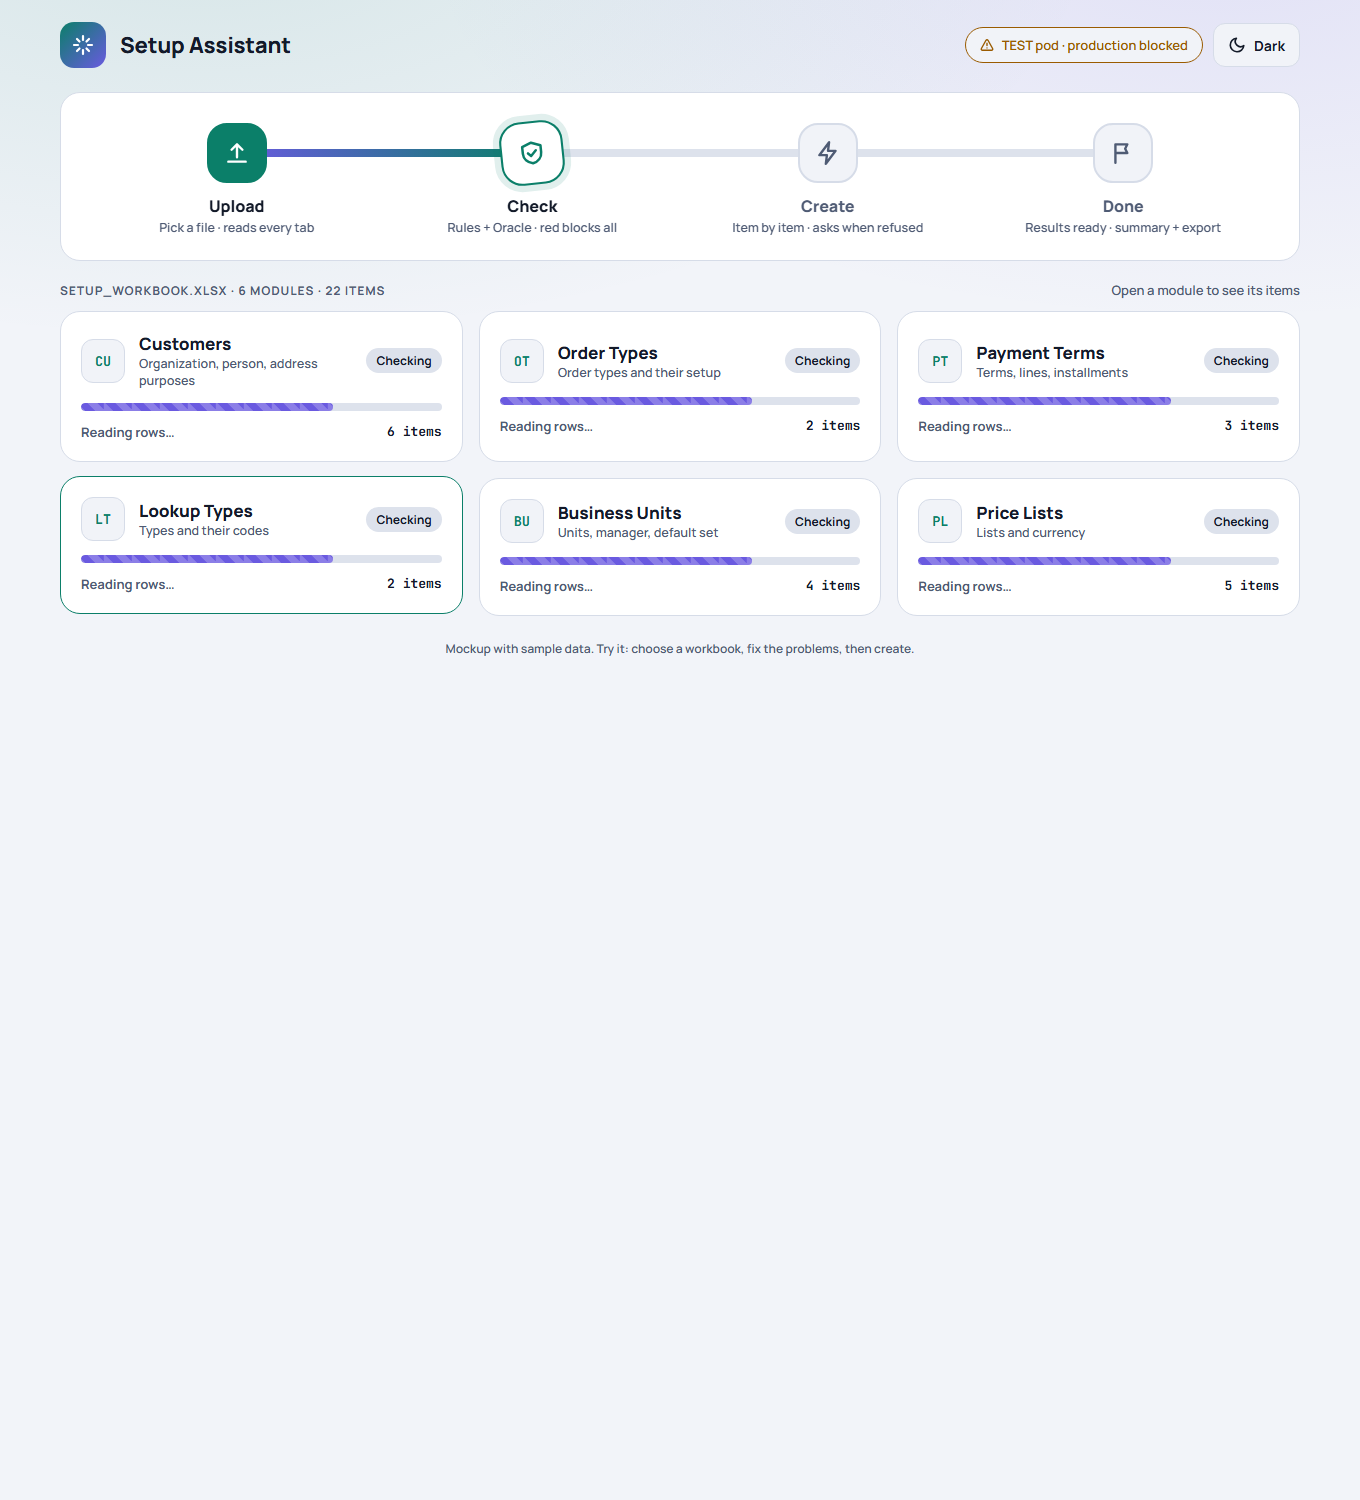 Setup Assistant
TEST pod · production blocked
Dark
Upload
Pick a file · reads every tab
Check
Rules + Oracle · red blocks all
Create
Item by item · asks when refused
Done
Results ready · summary + export
SETUP_WORKBOOK.XLSX · 6 MODULES · 22 ITEMS
Open a module to see its items
CU
Customers
Organization, person, address
purposes
Checking
Reading rows...
6 items
OT
Order Types
Order types and their setup
Checking
Reading rows...
2 items
PT
Payment Terms
Terms, lines, installments
Checking
Reading rows...
3 items
LT
Lookup Types
Types and their codes
Checking
Reading rows...
2 items
BU
Business Units
Units, manager, default set
Checking
Reading rows...
4 items
PL
Price Lists
Lists and currency
Checking
Reading rows...
5 items
Mockup with sample data. Try it: choose a workbook, fix the problems, then create.